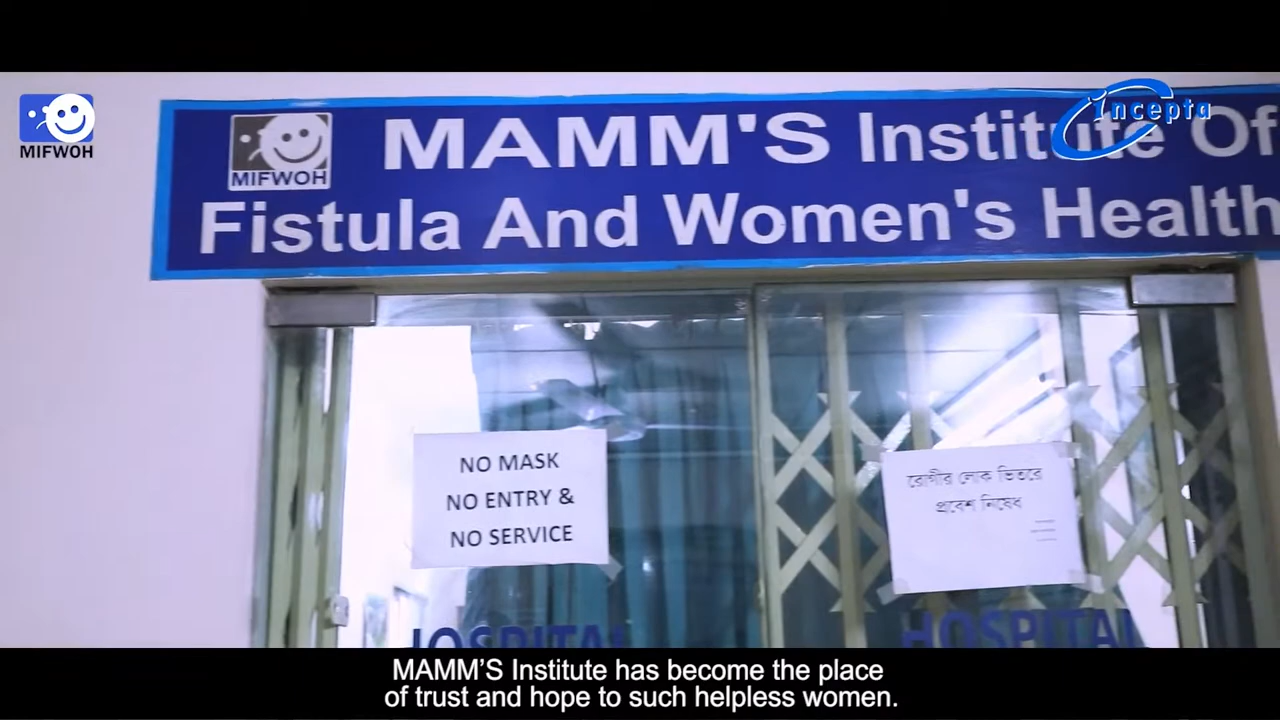 MIFWOH
Incepta
MIFWOH
MAMM'S Institute Of
Fistula And Women's Health
NO MASK
NO ENTRY &
NO SERVICE
রোগীর লোক ভিতরে
প্রবেশ নিষেধ
HOSPITAL
HOSPITAL
MAMM'S Institute has become the place
of trust and hope to such helpless women.